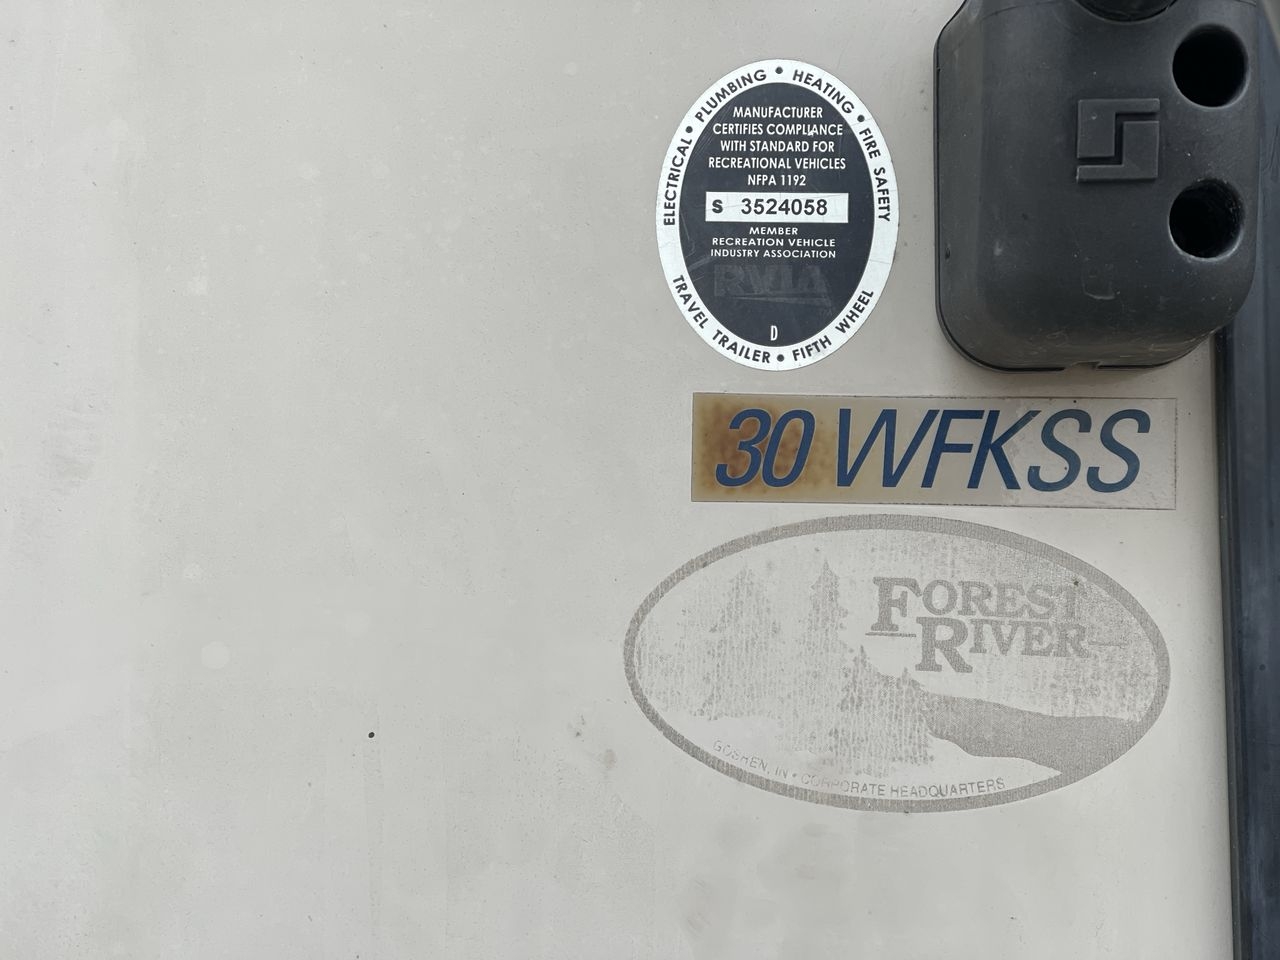 ELECTRICAL • PLUMBING • HEATING • FIRE SAFETY
MANUFACTURER
CERTIFIES COMPLIANCE
WITH STANDARD FOR
RECREATIONAL VEHICLES
NFPA 1192
S 3524058
MEMBER
RECREATION VEHICLE
INDUSTRY ASSOCIATION
RVIA
D
TRAVEL TRAILER • FIFTH WHEEL
30 WFKSS
FOREST
RIVER
GOSHEN, IN • CORPORATE HEADQUARTERS